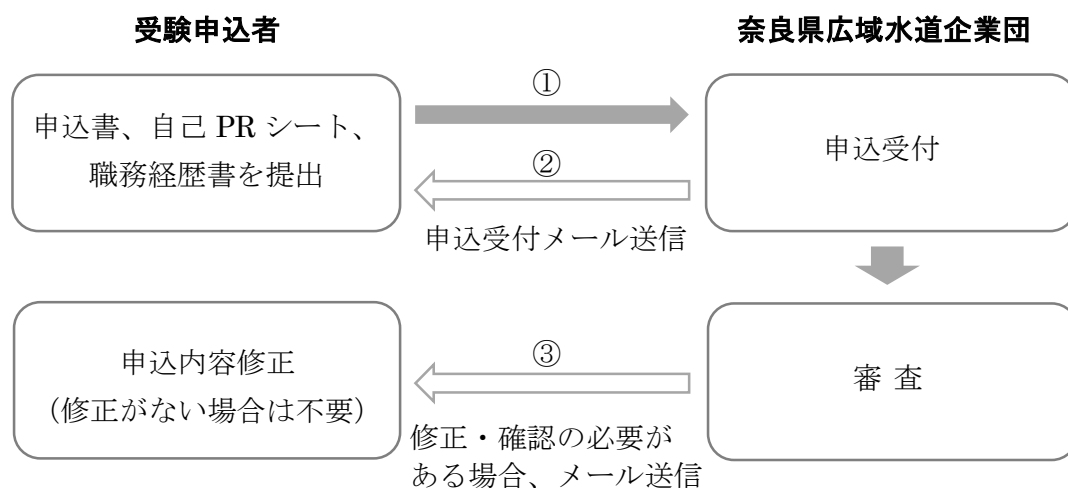 受験申込者
奈良県広域水道企業団
申込書、自己 PR シート、
職務経歴書を提出
①
②
申込受付メール送信
申込受付
申込内容修正
（修正がない場合は不要）
③
修正・確認の必要が
ある場合、メール送信
審 査